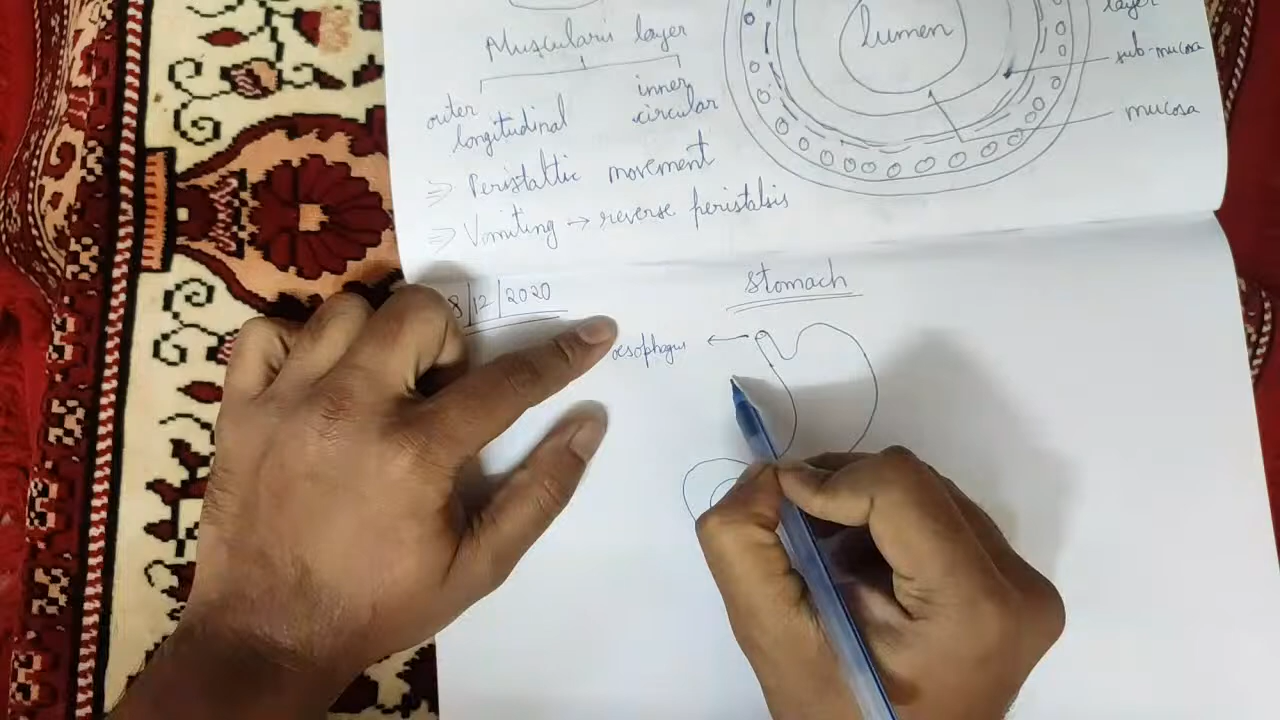 Muscularis layer
outer
longitudinal
inner
circular
⇒ Peristaltic movement
⇒ Vomiting → reverse peristalsis
lumen
layer
sub-mucosa
mucosa
8/12/2020
Stomach
oesophagus